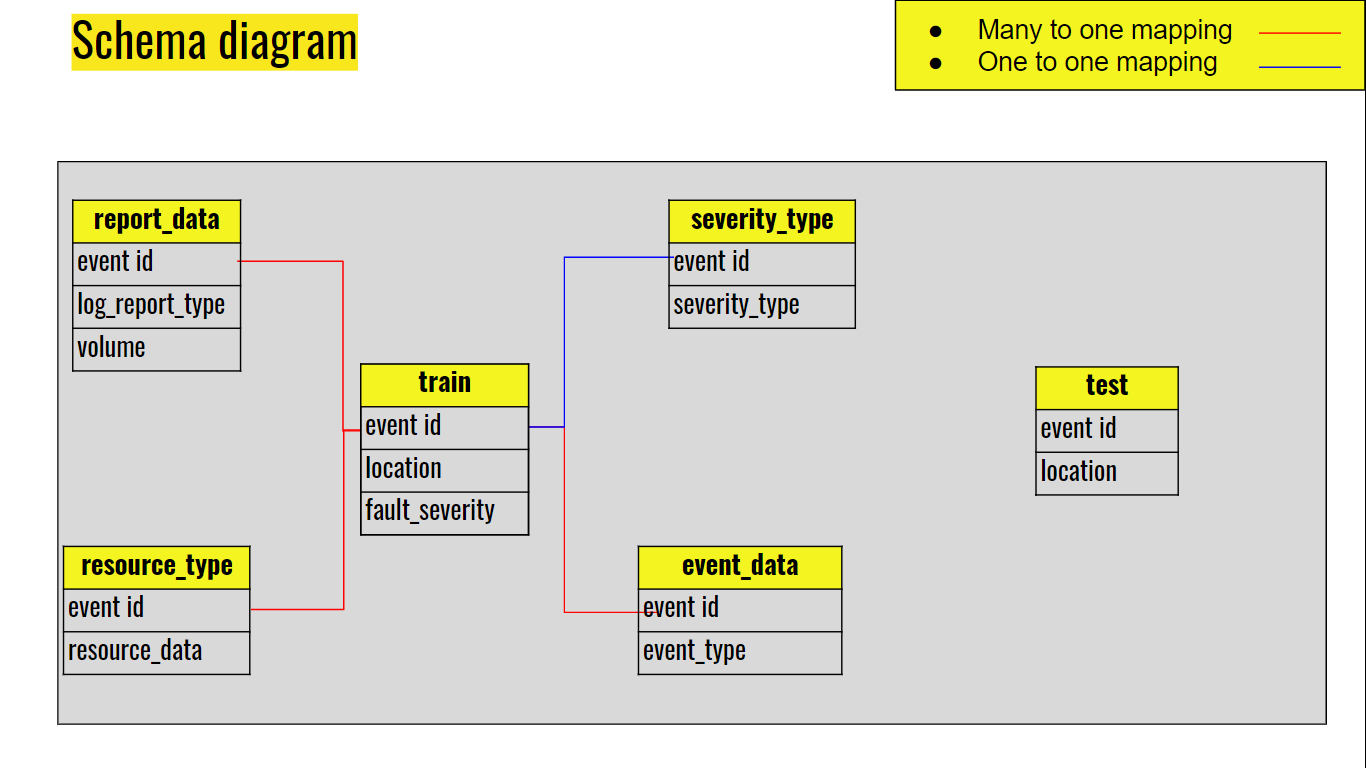 Schema diagram
● Many to one mapping
● One to one mapping
report_data
event id
log_report_type
volume
severity_type
event id
severity_type
train
event id
location
fault_severity
test
event id
location
resource_type
event id
resource_data
event_data
event id
event_type